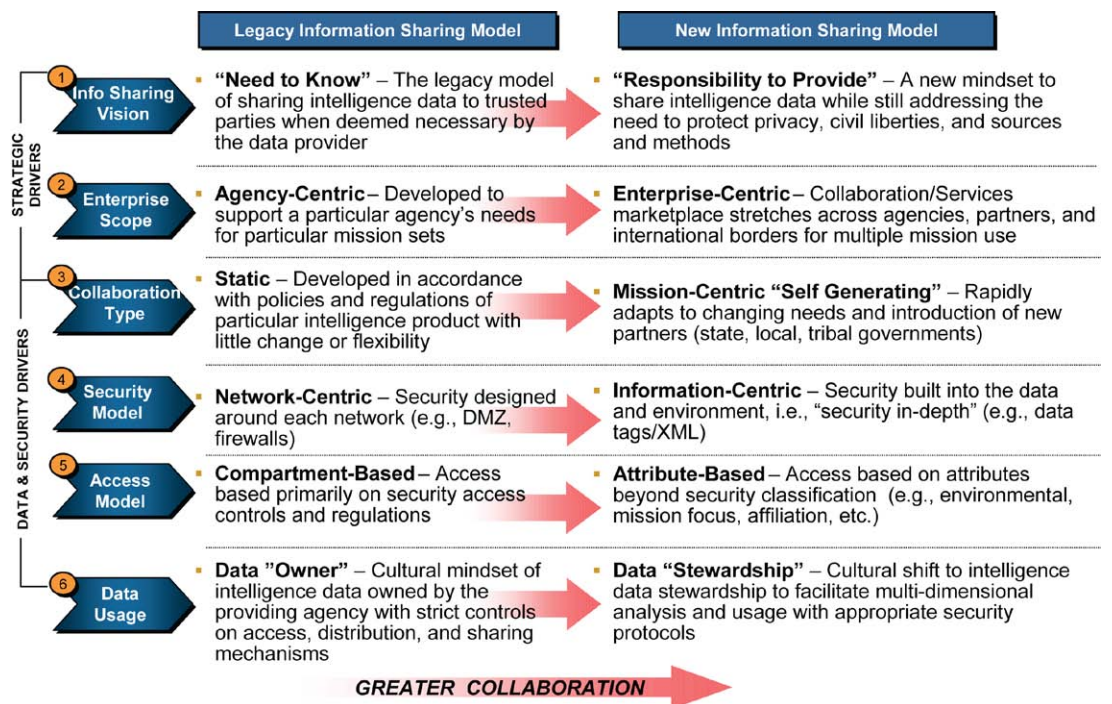 Legacy Information Sharing Model
New Information Sharing Model
STRATEGIC
DRIVERS
DATA & SECURITY DRIVERS
1
Info Sharing
Vision
▪ “Need to Know” – The legacy model
of sharing intelligence data to trusted
parties when deemed necessary by
the data provider
▪ “Responsibility to Provide” – A new mindset to
share intelligence data while still addressing the
need to protect privacy, civil liberties, and sources
and methods
2
Enterprise
Scope
▪ Agency-Centric – Developed to
support a particular agency’s needs
for particular mission sets
▪ Enterprise-Centric – Collaboration/Services
marketplace stretches across agencies, partners, and
international borders for multiple mission use
3
Collaboration
Type
▪ Static – Developed in accordance
with policies and regulations of
particular intelligence product with
little change or flexibility
▪ Mission-Centric “Self Generating” – Rapidly
adapts to changing needs and introduction of new
partners (state, local, tribal governments)
4
Security
Model
▪ Network-Centric – Security designed
around each network (e.g., DMZ,
firewalls)
▪ Information-Centric – Security built into the data
and environment, i.e., “security in-depth” (e.g., data
tags/XML)
5
Access
Model
▪ Compartment-Based – Access
based primarily on security access
controls and regulations
▪ Attribute-Based – Access based on attributes
beyond security classification (e.g., environmental,
mission focus, affiliation, etc.)
6
Data
Usage
▪ Data ”Owner” – Cultural mindset of
intelligence data owned by the
providing agency with strict controls
on access, distribution, and sharing
mechanisms
▪ Data “Stewardship” – Cultural shift to intelligence
data stewardship to facilitate multi-dimensional
analysis and usage with appropriate security
protocols
GREATER COLLABORATION